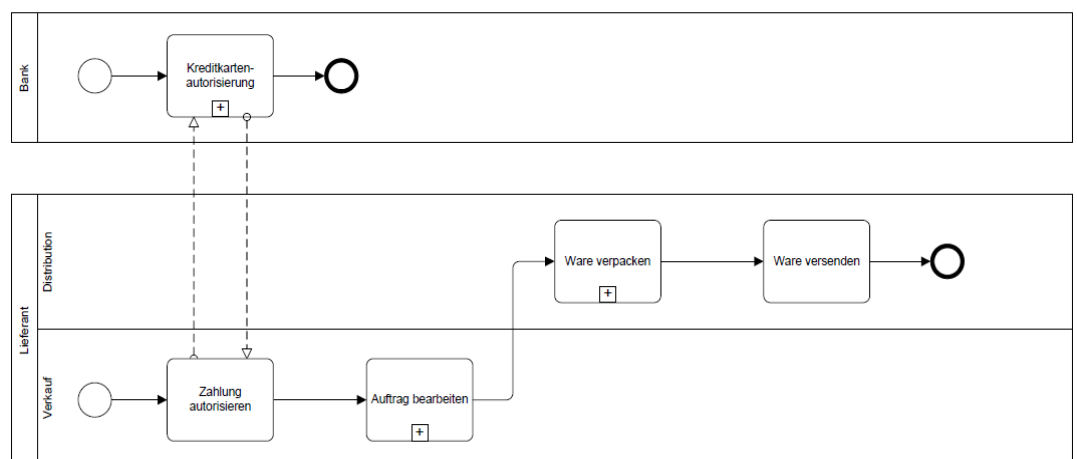 Bank
Kreditkarten-
autorisierung
+
Lieferant
Distribution
Ware verpacken
+
Ware versenden
Verkauf
Zahlung
autorisieren
Auftrag bearbeiten
+